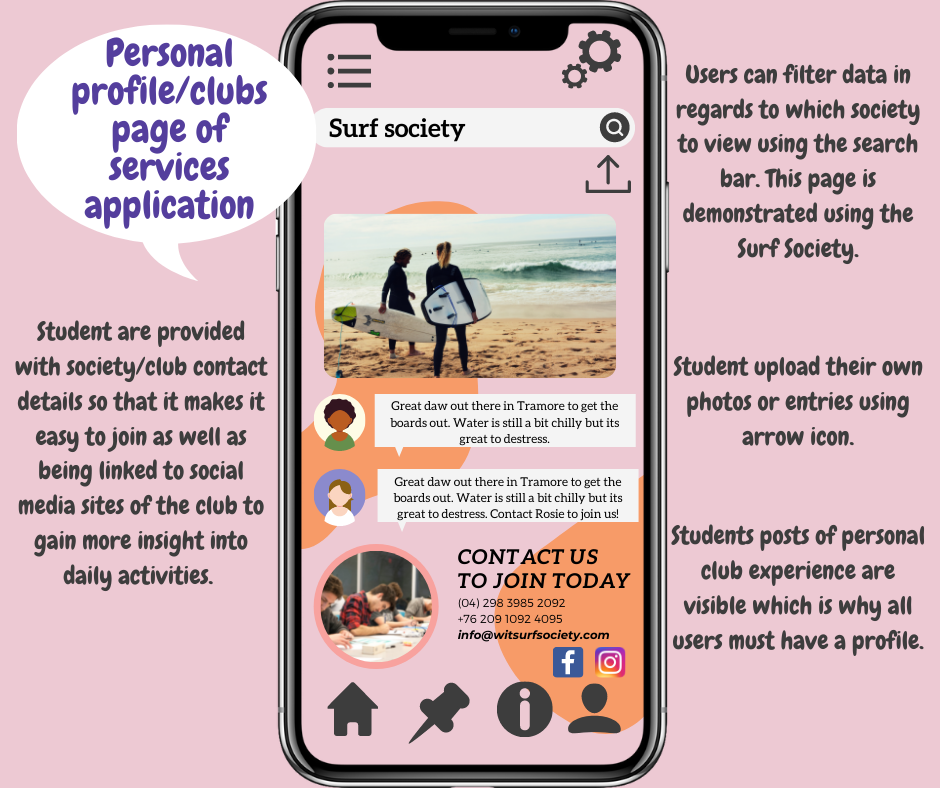 Personal
profile/clubs
page of
services
application
Student are provided
with society/club contact
details so that it makes it
easy to join as well as
being linked to social
media sites of the club to
gain more insight into
daily activities.
Surf society
Great daw out there in Tramore to get the
boards out. Water is still a bit chilly but its
great to destress.
Great daw out there in Tramore to get the
boards out. Water is still a bit chilly but its
great to destress. Contact Rosie to join us!
CONTACT US
TO JOIN TODAY
(04) 298 3985 2092
+76 209 1092 4095
info@witsurfsociety.com
Users can filter data in
regards to which society
to view using the search
bar. This page is
demonstrated using the
Surf Society.
Student upload their own
photos or entries using
arrow icon.
Students posts of personal
club experience are
visible which is why all
users must have a profile.